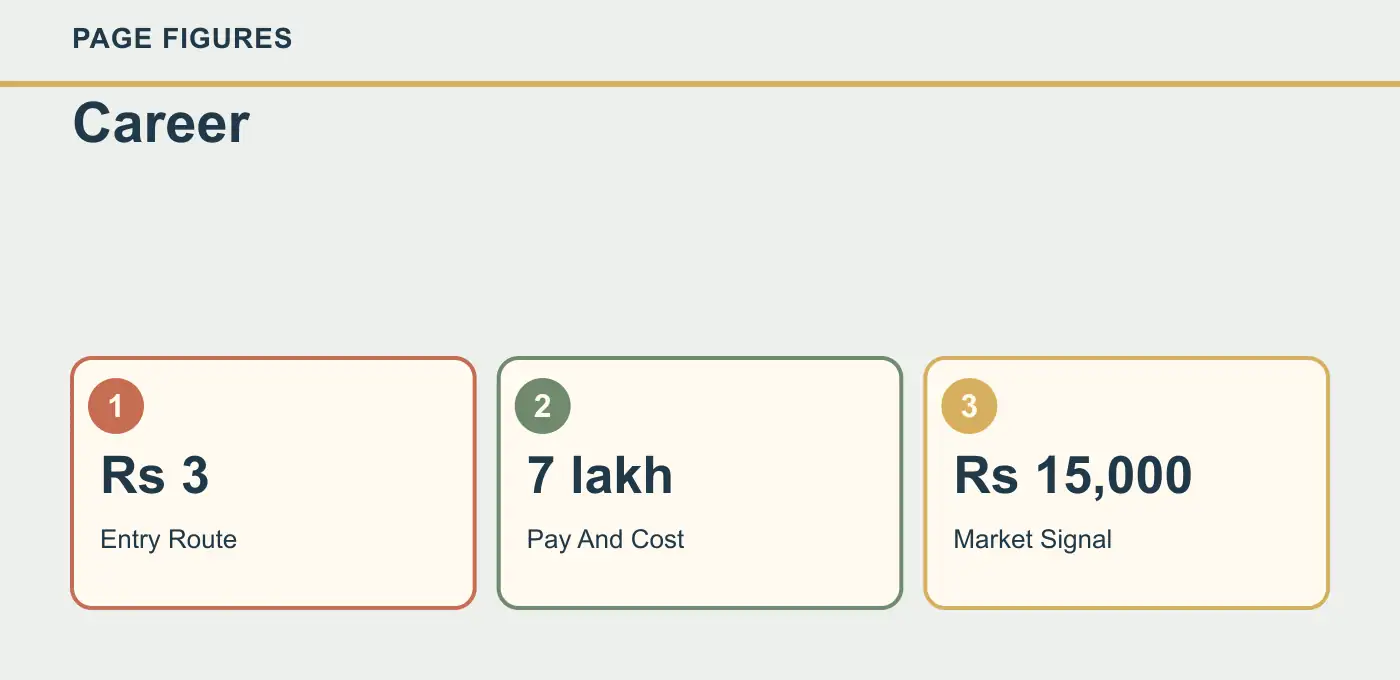 PAGE FIGURES
Career
1
Rs 3
Entry Route
2
7 lakh
Pay And Cost
3
Rs 15,000
Market Signal